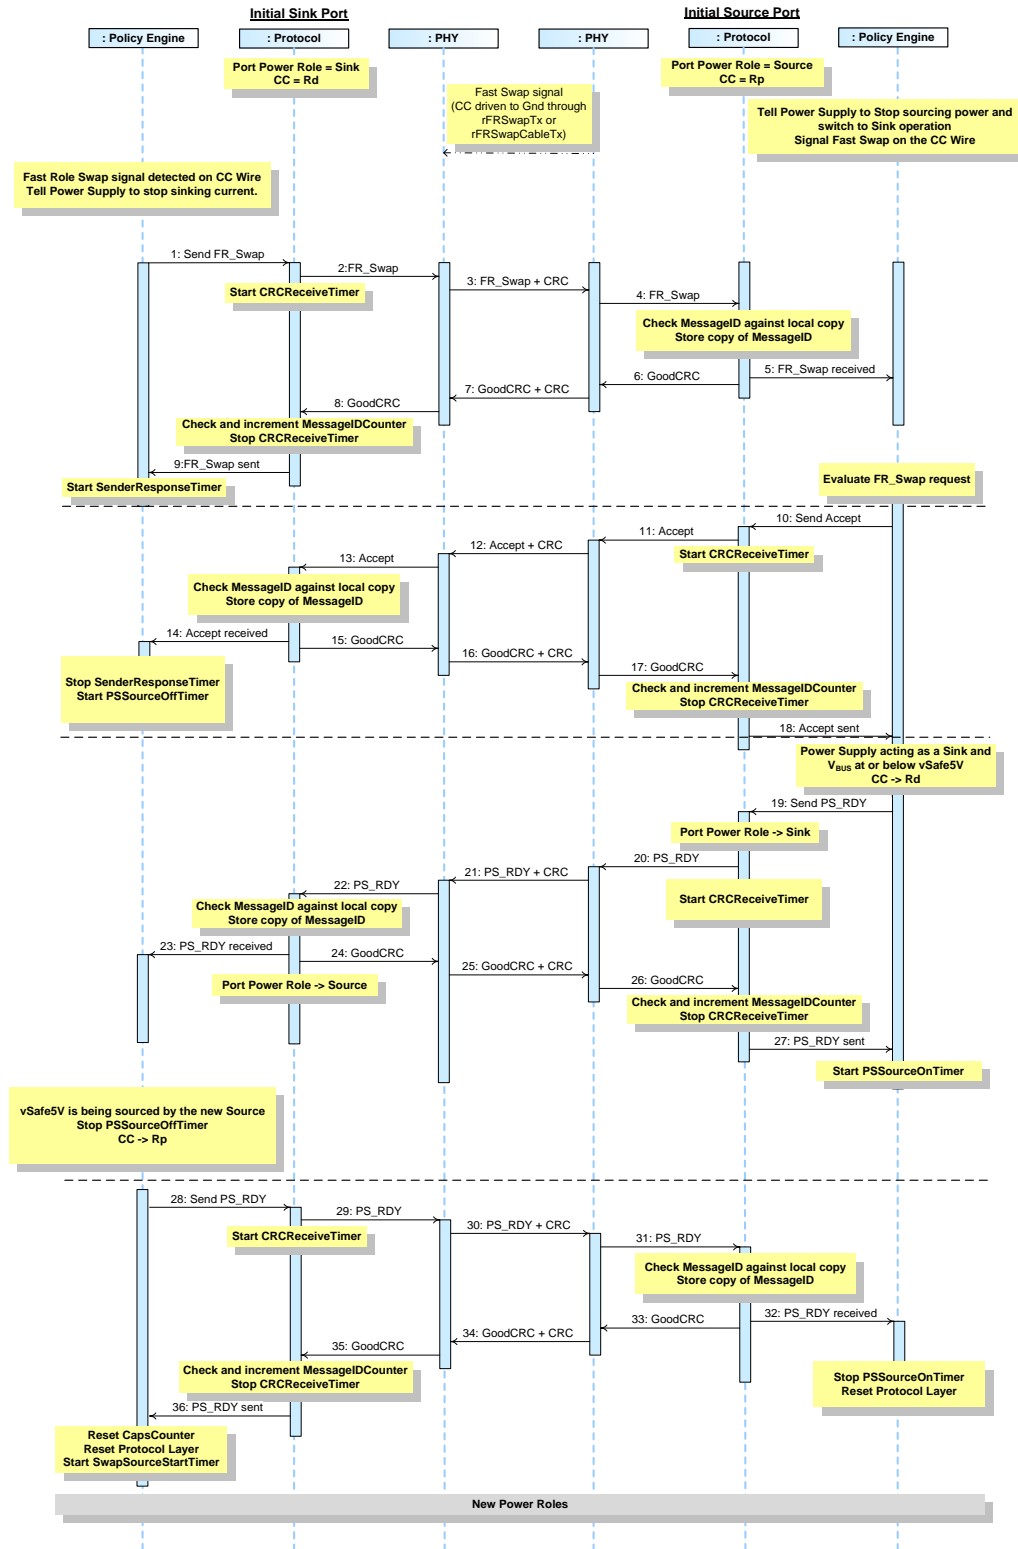 Initial Sink Port
Initial Source Port
: Policy Engine
: Protocol
: PHY
: PHY
: Protocol
: Policy Engine
Port Power Role = Sink
CC = Rd
Port Power Role = Source
CC = Rp
Fast Swap signal
(CC driven to Gnd through
rFRSwapTx or
rFRSwapCableTx)
Tell Power Supply to Stop sourcing power and
switch to Sink operation
Signal Fast Swap on the CC Wire
Fast Role Swap signal detected on CC Wire
Tell Power Supply to stop sinking current.
1: Send FR_Swap
2:FR_Swap
Start CRCReceiveTimer
3: FR_Swap + CRC
4: FR_Swap
Check MessageID against local copy
Store copy of MessageID
5: FR_Swap received
6: GoodCRC
7: GoodCRC + CRC
8: GoodCRC
Check and increment MessageIDCounter
Stop CRCReceiveTimer
9:FR_Swap sent
Start SenderResponseTimer
Evaluate FR_Swap request
10: Send Accept
11: Accept
Start CRCReceiveTimer
12: Accept + CRC
13: Accept
Check MessageID against local copy
Store copy of MessageID
14: Accept received
15: GoodCRC
16: GoodCRC + CRC
17: GoodCRC
Stop SenderResponseTimer
Start PSSourceOffTimer
Check and increment MessageIDCounter
Stop CRCReceiveTimer
18: Accept sent
Power Supply acting as a Sink and
VBUS at or below vSafe5V
CC -> Rd
19: Send PS_RDY
Port Power Role -> Sink
20: PS_RDY
21: PS_RDY + CRC
22: PS_RDY
Start CRCReceiveTimer
Check MessageID against local copy
Store copy of MessageID
23: PS_RDY received
24: GoodCRC
25: GoodCRC + CRC
Port Power Role -> Source
26: GoodCRC
Check and increment MessageIDCounter
Stop CRCReceiveTimer
27: PS_RDY sent
Start PSSourceOnTimer
vSafe5V is being sourced by the new Source
Stop PSSourceOffTimer
CC -> Rp
28: Send PS_RDY
29: PS_RDY
Start CRCReceiveTimer
30: PS_RDY + CRC
31: PS_RDY
Check MessageID against local copy
Store copy of MessageID
32: PS_RDY received
33: GoodCRC
34: GoodCRC + CRC
35: GoodCRC
Check and increment MessageIDCounter
Stop CRCReceiveTimer
Stop PSSourceOnTimer
Reset Protocol Layer
36: PS_RDY sent
Reset CapsCounter
Reset Protocol Layer
Start SwapSourceStartTimer
New Power Roles